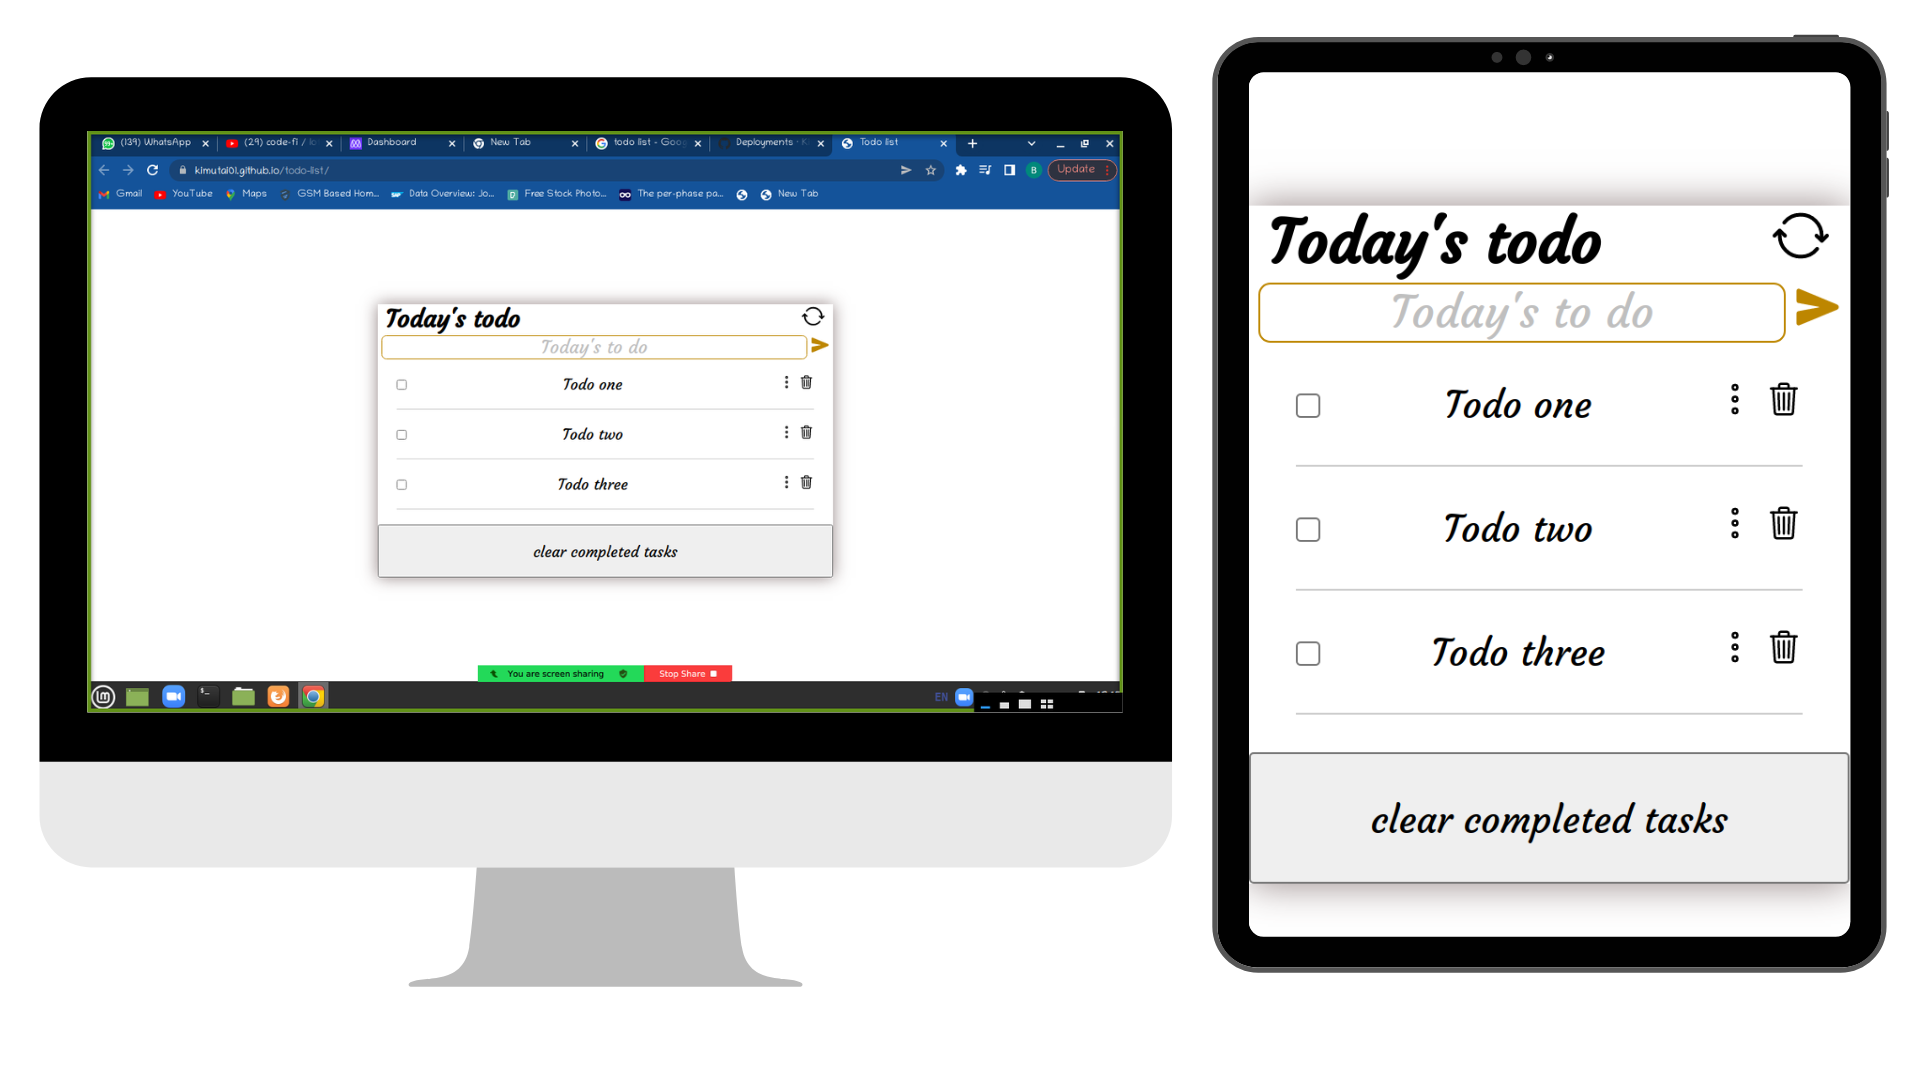 (139) WhatsApp
(29) code-fi / lo
Dashboard
New Tab
todo list - Goog
Deployments · Ki
Todo list
kimutai01.github.io/todo-list/
Update
Gmail
YouTube
Maps
GSM Based Hom...
Data Overview: Jo...
Free Stock Photo...
The per-phase pa...
New Tab
Today's todo
Today's to do
Todo one
Todo two
Todo three
clear completed tasks
You are screen sharing
Stop Share
EN
Today's todo
Today's to do
Todo one
Todo two
Todo three
clear completed tasks